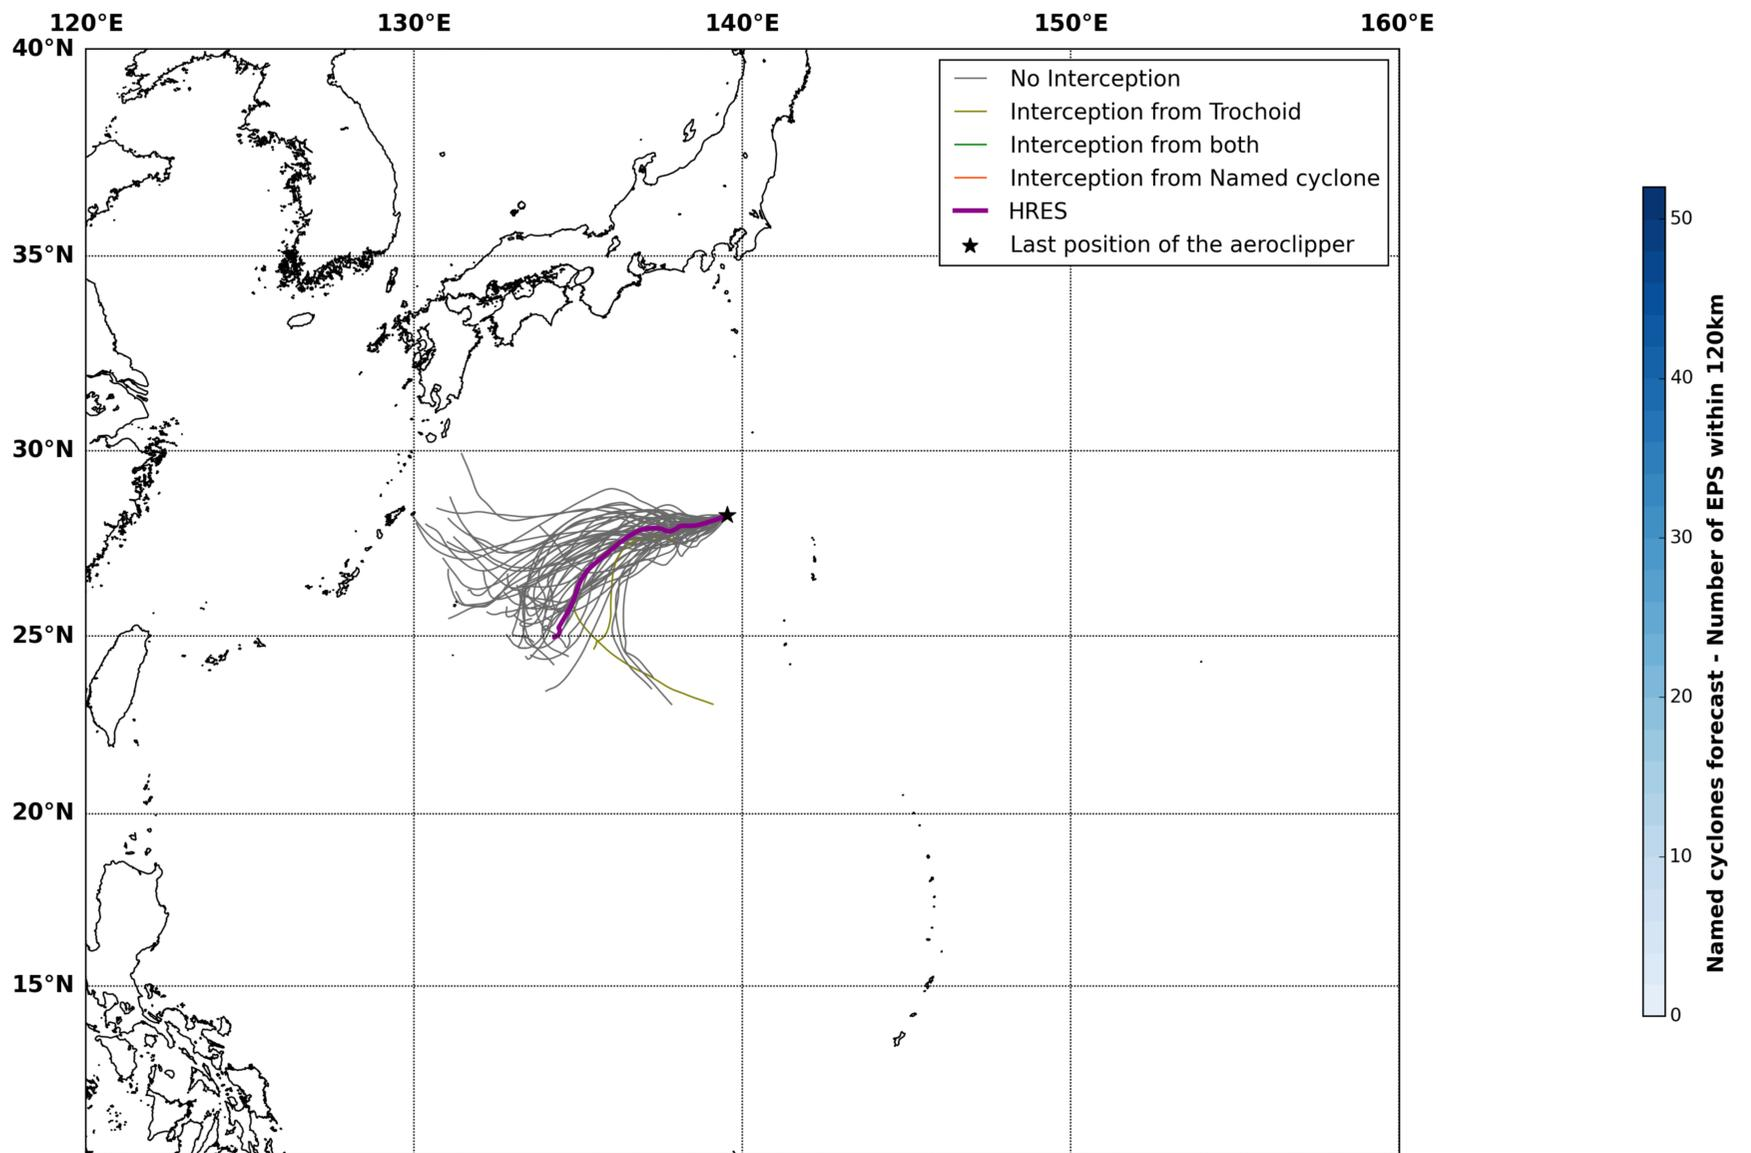 120°E 130°E 140°E 150°E 160°E
40°N
35°N
30°N
25°N
20°N
15°N
No Interception
Interception from Trochoid
Interception from both
Interception from Named cyclone
HRES
Last position of the aeroclipper
50
40
30
20
10
0
Named cyclones forecast - Number of EPS within 120km